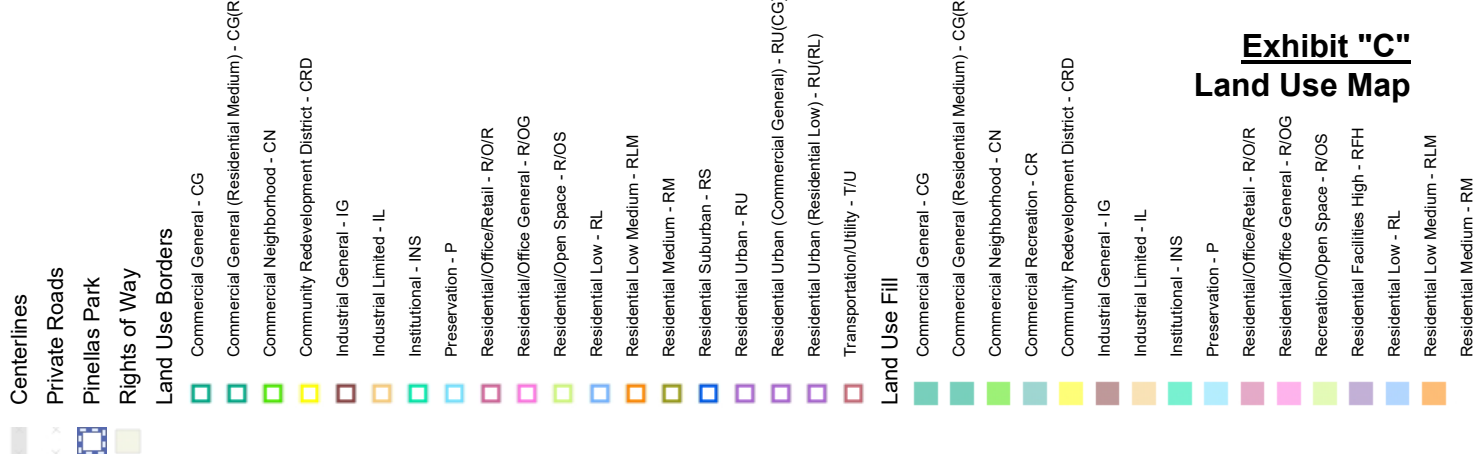 Exhibit "C"
Land Use Map
Centerlines
Private Roads
Pinellas Park
Rights of Way
Land Use Borders
Commercial General - CG
Commercial General (Residential Medium) - CG(R
Commercial Neighborhood - CN
Community Redevelopment District - CRD
Industrial General - IG
Industrial Limited - IL
Institutional - INS
Preservation - P
Residential/Office/Retail - R/O/R
Residential/Office General - R/OG
Residential/Open Space - R/OS
Residential Low - RL
Residential Low Medium - RLM
Residential Medium - RM
Residential Suburban - RS
Residential Urban - RU
Residential Urban (Commercial General) - RU(CG)
Residential Urban (Residential Low) - RU(RL)
Transportation/Utility - T/U
Land Use Fill
Commercial General - CG
Commercial General (Residential Medium) - CG(R
Commercial Neighborhood - CN
Commercial Recreation - CR
Community Redevelopment District - CRD
Industrial General - IG
Industrial Limited - IL
Institutional - INS
Preservation - P
Residential/Office/Retail - R/O/R
Residential/Office General - R/OG
Recreation/Open Space - R/OS
Residential Facilities High - RFH
Residential Low - RL
Residential Low Medium - RLM
Residential Medium - RM